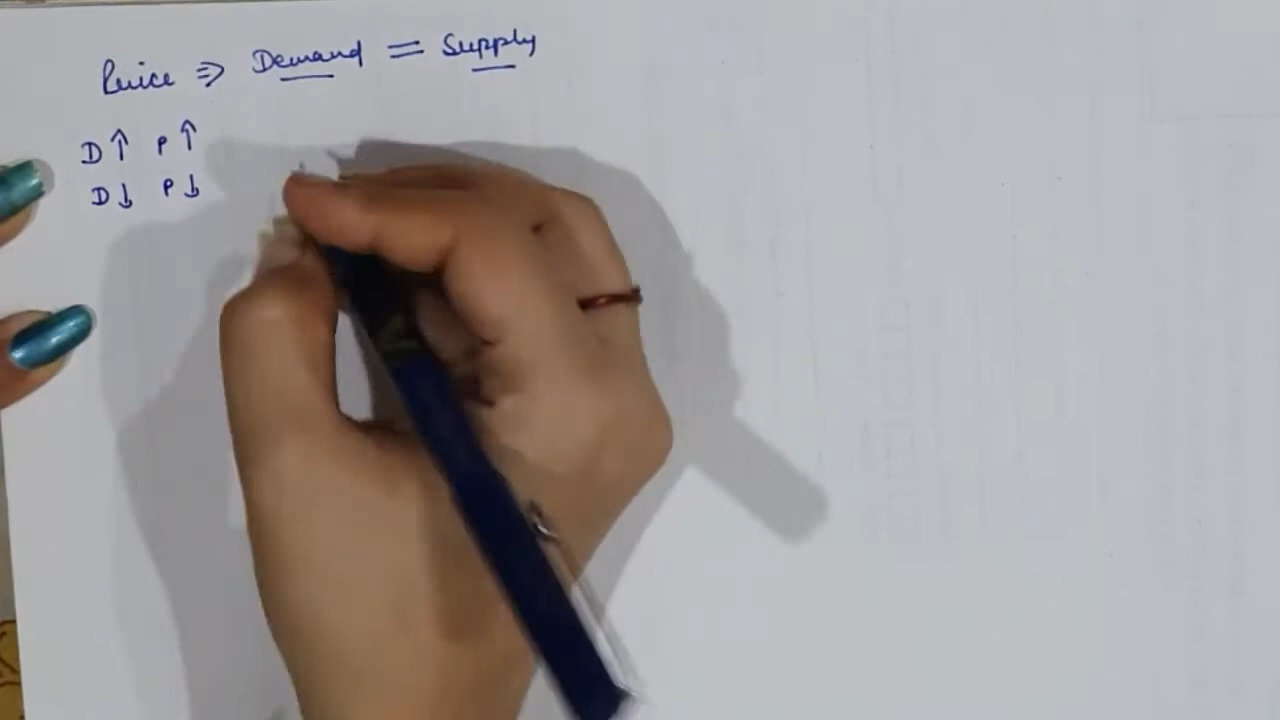 Price ⇒ Demand = Supply
D↑ P↑
D↓ P↓